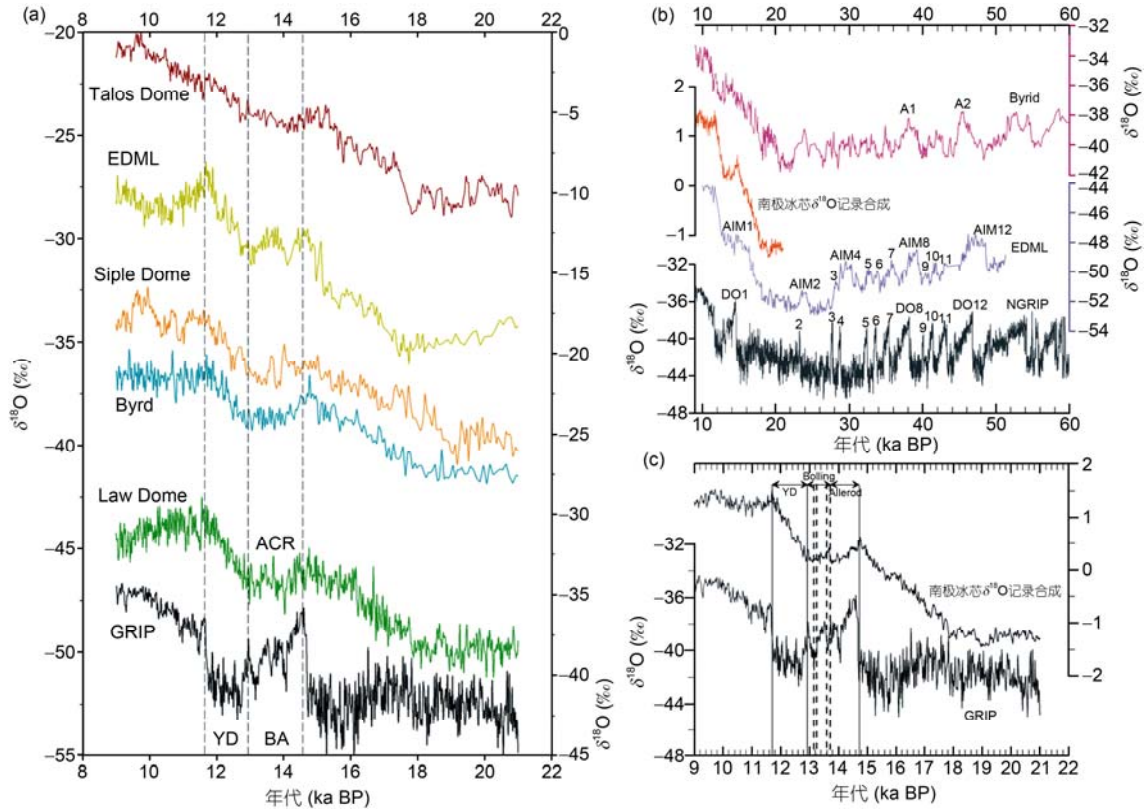 (a)
8 10 12 14 16 18 20 22
−20
−25
−30
−35
−40
−45
−50
−55
δ¹⁸O (‰)
0
−5
−10
−15
−20
−25
−30
−35
−40
−45
δ¹⁸O (‰)
Talos Dome
EDML
Siple Dome
Byrd
Law Dome
ACR
GRIP
YD
BA
8 10 12 14 16 18 20 22
年代 (ka BP)
(b)
10 20 30 40 50 60
−32
−34
−36
−38
−40
−42
δ¹⁸O (‰)
2
1
0
−1
A1
A2
Byrid
南极冰芯δ¹⁸O记录合成
−44
−48
−50
−52
−54
δ¹⁸O (‰)
AIM1
AIM2
3
AIM4
5
6
7
AIM8
9
10
11
AIM12
EDML
−32
−36
−40
−44
−48
δ¹⁸O (‰)
DO1
2
3
4
5
6
7
DO8
9
10
11
DO12
NGRIP
10 20 30 40 50 60
年代 (ka BP)
(c)
2
1
0
−1
−2
−32
−36
−39
−42
−44
−48
δ¹⁸O (‰)
YD
Bolling
Allerod
南极冰芯δ¹⁸O记录合成
GRIP
9 10 11 12 13 14 15 16 17 18 19 20 21 22
年代 (ka BP)